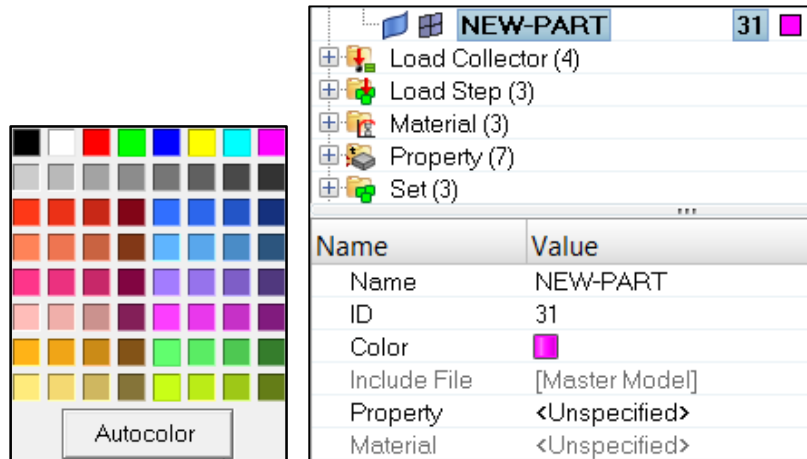 NEW-PART 31
Load Collector (4)
Load Step (3)
Material (3)
Property (7)
Set (3)
Name Value
Name NEW-PART
ID 31
Color
Include File [Master Model]
Property <Unspecified>
Material <Unspecified>
Autocolor